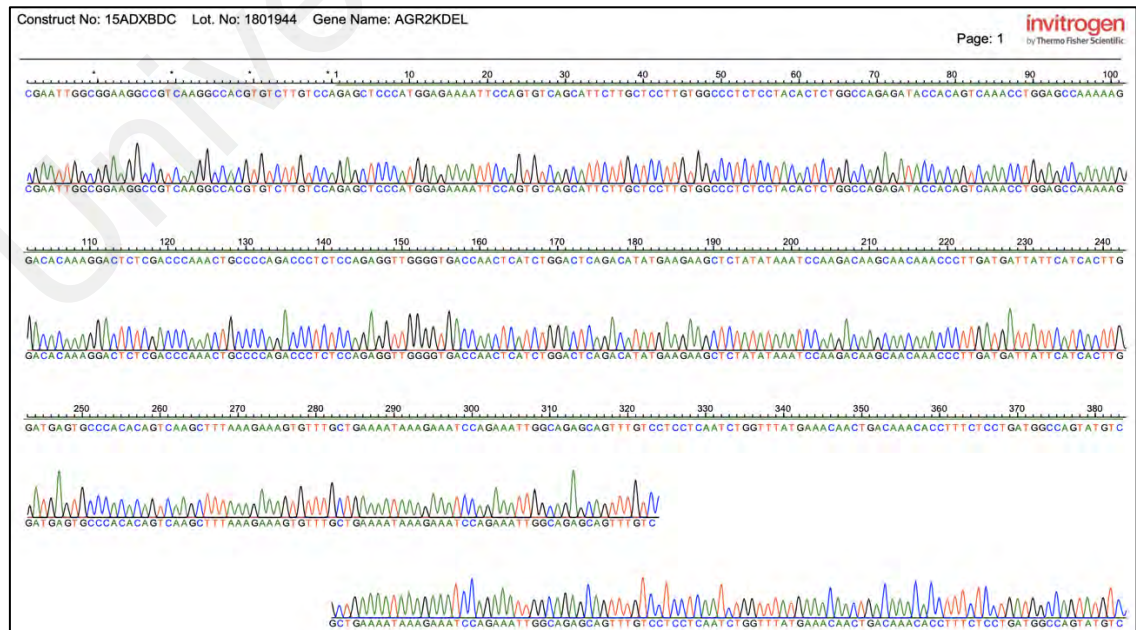 Construct No: 15ADXBDC Lot. No: 1801944 Gene Name: AGR2KDEL
invitrogen
by Thermo Fisher Scientific
Page: 1
* * * * 1 10 20 30 40 50 60 70 80 90 100
CGAATTGGCGGAAGGCCGTCAAGGCCACGTGTCTTGTCCAGAGCTCCCATGGAGAAAATTCCAGTGTCAGCATTCTTGCTCCTTGTGGCCCTCTCCTACACTCTGGCCAGAGATACCACAGTCAAACCTGGAGCCAAAAAG
CGAATTGGCGGAAGGCCGTCAAGGCCACGTGTCTTGTCCAGAGCTCCCATGGAGAAAATTCCAGTGTCAGCATTCTTGCTCCTTGTGGCCCTCTCCTACACTCTGGCCAGAGATACCACAGTCAAACCTGGAGCCAAAAAG
110 120 130 140 150 160 170 180 190 200 210 220 230 240
GACACAAAGGACTCTCGACCCAAACTGCCCCAGACCCTCTCCAGAGGTTGGGGTGACCAACTCATCTGGACTCAGACATATGAAGAAGCTCTATATAAATCCAAGACAAGCAACAAACCCTTGATGATTATTCATCACTTG
GACACAAAGGACTCTCGACCCAAACTGCCCCAGACCCTCTCCAGAGGTTGGGGTGACCAACTCATCTGGACTCAGACATATGAAGAAGCTCTATATAAATCCAAGACAAGCAACAAACCCTTGATGATTATTCATCACTTG
250 260 270 280 290 300 310 320 330 340 350 360 370 380
GATGAGTGCCCACACAGTCAAGCTTTAAAGAAAGTGTTTGCTGAAAATAAAGAAATCCAGAAATTGGCAGAGCAGTTTGTCCTCCTCAATCTGGTTTATGAAACAACTGACAAACACCTTTCTCCTGATGGCCAGTATGTC
GATGAGTGCCCACACAGTCAAGCTTTAAAGAAAGTGTTTGCTGAAAATAAAGAAATCCAGAAATTGGCAGAGCAGTTTGTC
GCTGAAAATAAAGAAATCCAGAAATTGGCAGAGCAGTTTGTCCTCCTCAATCTGGTTTATGAAACAACTGACAAACACCTTTCTCCTGATGGCCAGTATGTC
Unive